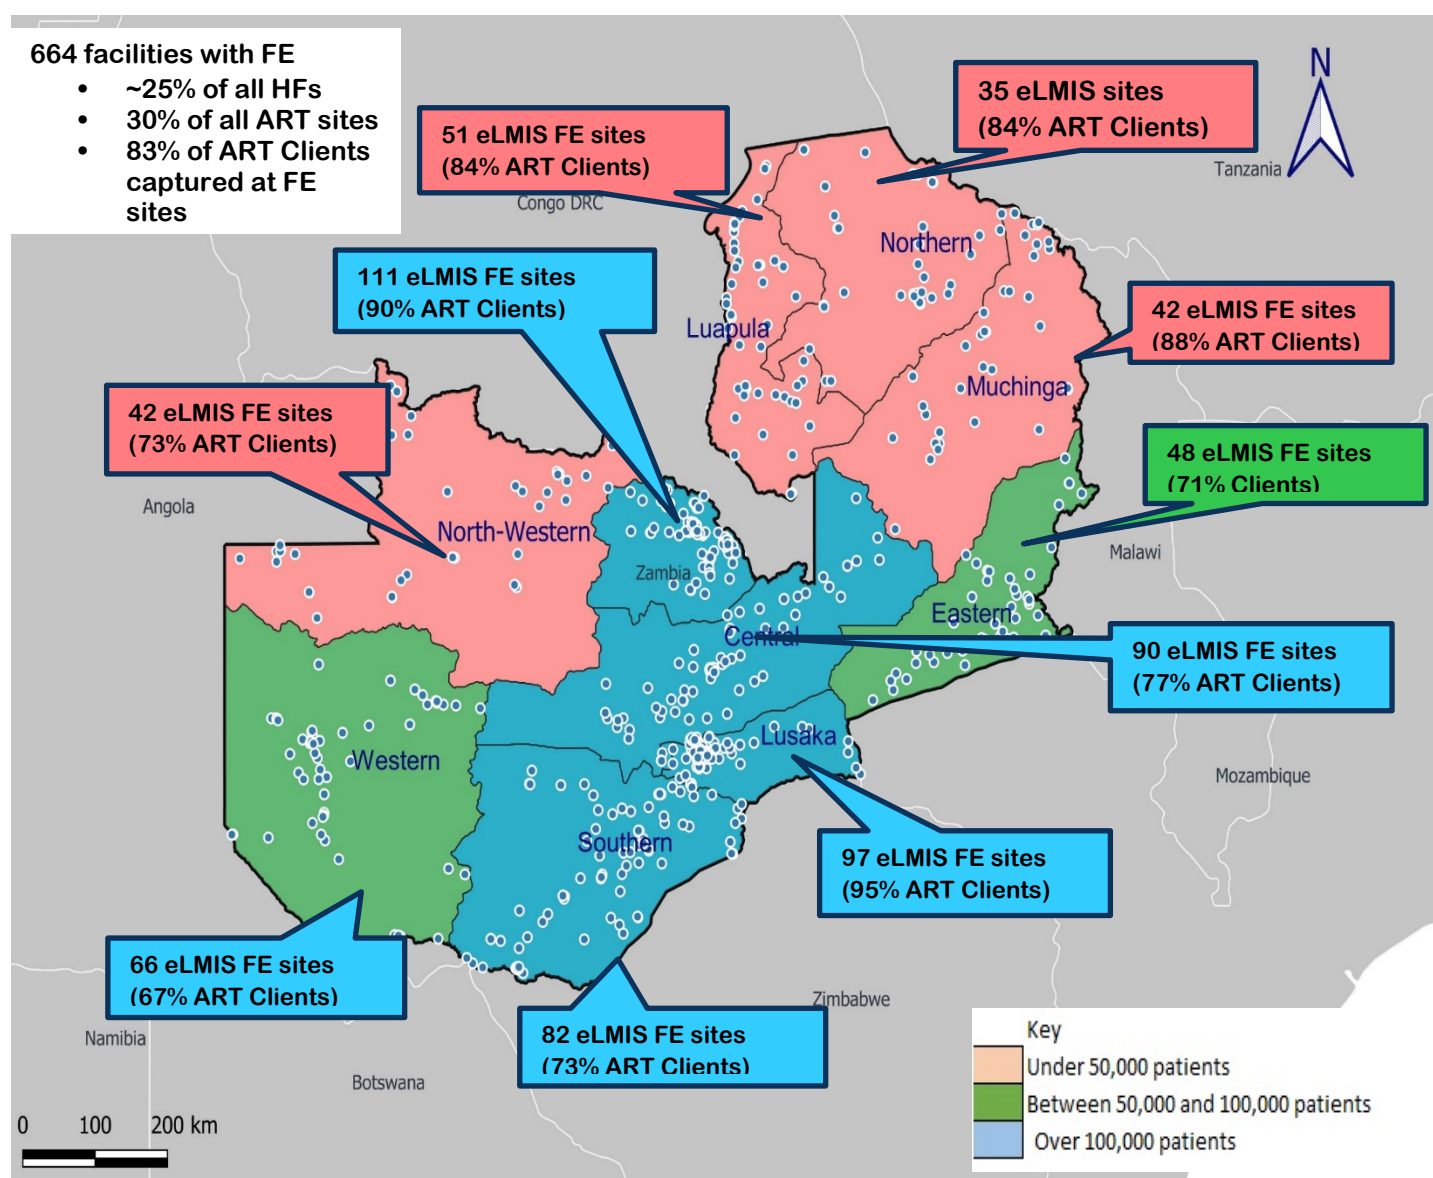 664 facilities with FE
• ~25% of all HFs
• 30% of all ART sites
• 83% of ART Clients
captured at FE
sites
N
35 eLMIS sites
(84% ART Clients)
51 eLMIS FE sites
(84% ART Clients)
Tanzania
Congo DRC
Northern
111 eLMIS FE sites
(90% ART Clients)
42 eLMIS FE sites
(88% ART Clients)
Luapula
Muchinga
42 eLMIS FE sites
(73% ART Clients)
48 eLMIS FE sites
(71% Clients)
Angola
North-Western
Malawi
Zambia
Eastern
Central
90 eLMIS FE sites
(77% ART Clients)
Lusaka
Western
Mozambique
Southern
97 eLMIS FE sites
(95% ART Clients)
66 eLMIS FE sites
(67% ART Clients)
Zimbabwe
82 eLMIS FE sites
(73% ART Clients)
Namibia
Botswana
Key
Under 50,000 patients
Between 50,000 and 100,000 patients
Over 100,000 patients
0 100 200 km